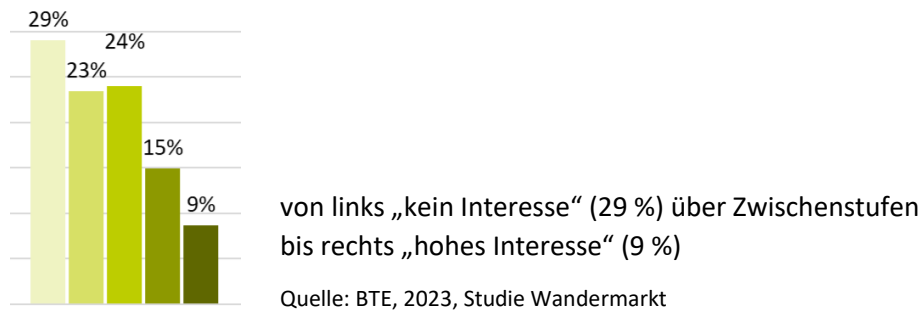 29%
23%
24%
15%
9%
von links „kein Interesse“ (29 %) über Zwischenstufen
bis rechts „hohes Interesse“ (9 %)
Quelle: BTE, 2023, Studie Wandermarkt